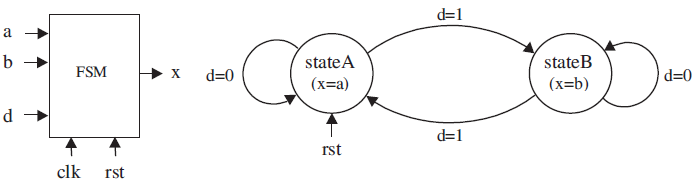 a
b
d
FSM
x
clk rst
d=1
d=0
stateA
(x=a)
stateB
(x=b)
d=0
d=1
rst